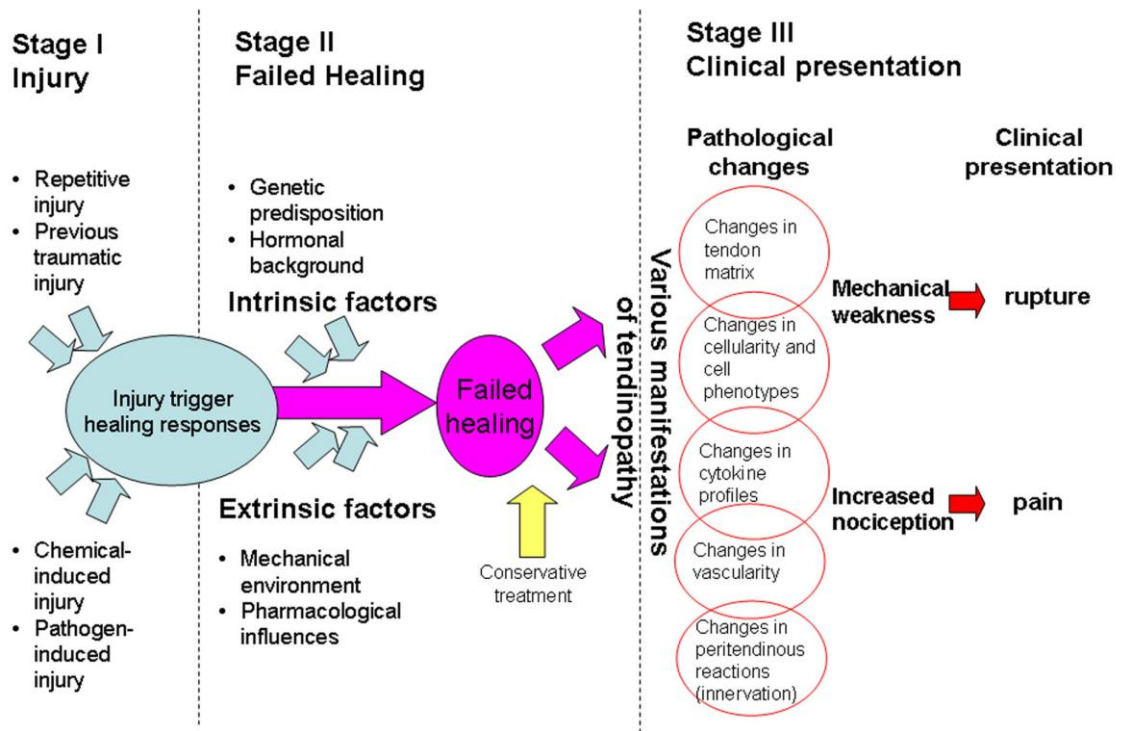 Stage I
Injury
• Repetitive
injury
• Previous
traumatic
injury
Injury trigger
healing responses
• Chemical-
induced
injury
• Pathogen-
induced
injury
Stage II
Failed Healing
• Genetic
predisposition
• Hormonal
background
Intrinsic factors
Failed
healing
Extrinsic factors
• Mechanical
environment
• Pharmacological
influences
Conservative
treatment
Various manifestations
of tendinopathy
Stage III
Clinical presentation
Pathological
changes
Changes in
tendon
matrix
Changes in
cellularity and
cell
phenotypes
Changes in
cytokine
profiles
Changes in
vascularity
Changes in
peritendinous
reactions
(innervation)
Mechanical
weakness
Increased
nociception
Clinical
presentation
rupture
pain